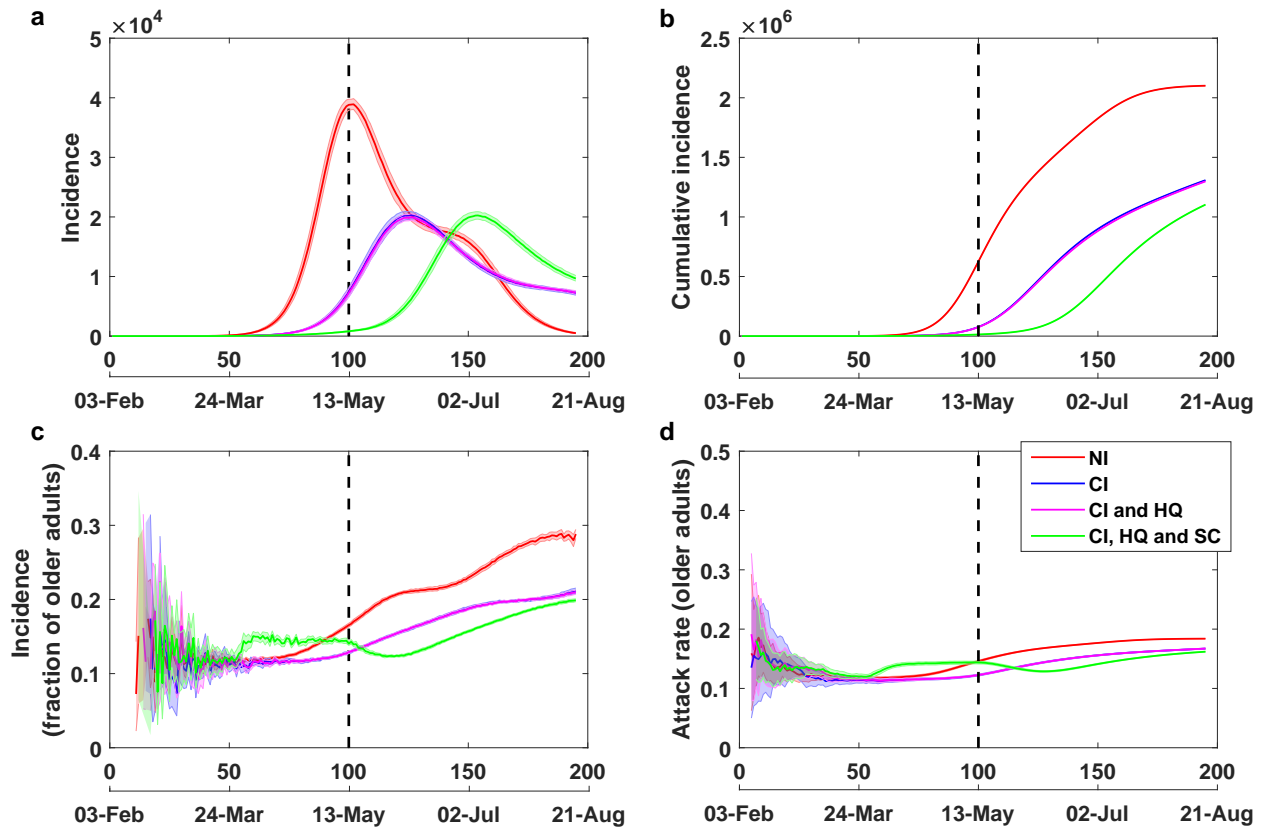 a
×10⁴
5
4
3
2
1
0
Incidence
0 50 100 150 200
03-Feb 24-Mar 13-May 02-Jul 21-Aug
b
×10⁶
2.5
2
1.5
1
0.5
0
Cumulative incidence
0 50 100 150 200
03-Feb 24-Mar 13-May 02-Jul 21-Aug
c
0.4
0.3
0.2
0.1
0
Incidence
(fraction of older adults)
0 50 100 150 200
03-Feb 24-Mar 13-May 02-Jul 21-Aug
d
0.5
0.4
0.3
0.2
0.1
0
Attack rate (older adults)
NI
CI
CI and HQ
CI, HQ and SC
0 50 100 150 200
03-Feb 24-Mar 13-May 02-Jul 21-Aug